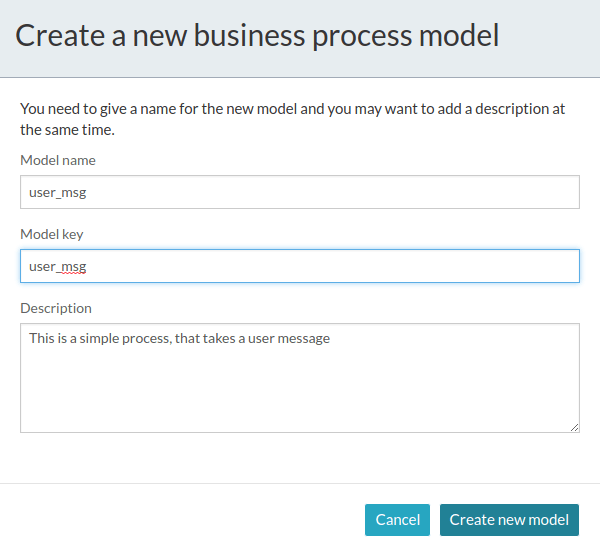 Create a new business process model
You need to give a name for the new model and you may want to add a description at
the same time.
Model name
user_msg
Model key
user_msg
Description
This is a simple process, that takes a user message
Cancel
Create new model